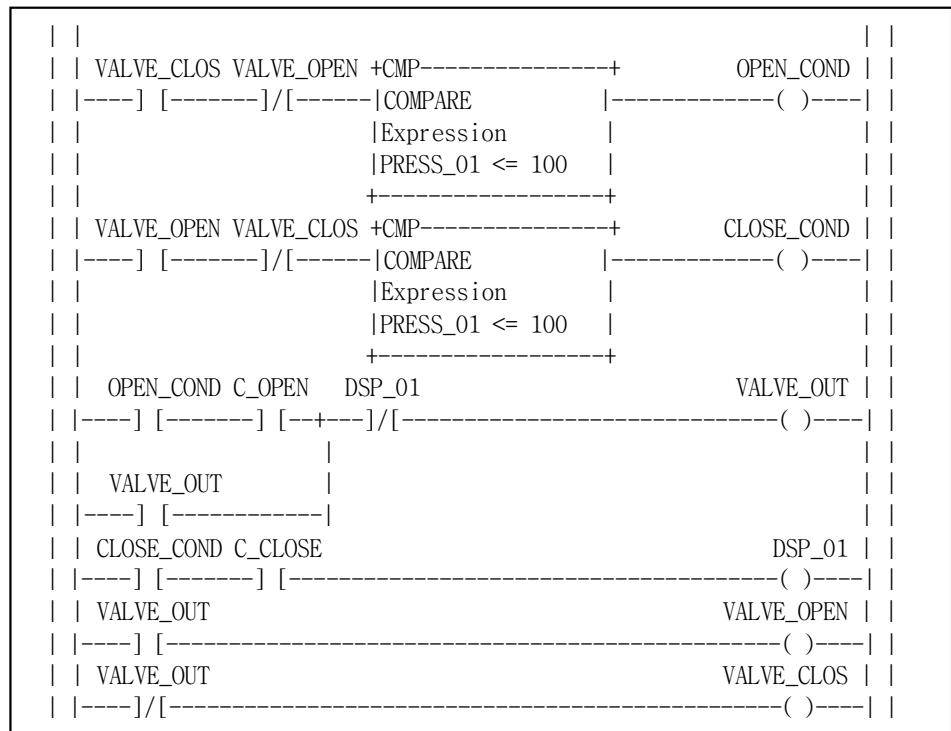 | |                                                                  | |
| | VALVE_CLOS VALVE_OPEN +CMP---------------+            OPEN_COND | |
| |----] [-------]/[------|COMPARE           |-------------( )----| |
| |                       |Expression        |                    | |
| |                       |PRESS_01 <= 100   |                    | |
| |                       +------------------+                    | |
| | VALVE_OPEN VALVE_CLOS +CMP---------------+           CLOSE_COND | |
| |----] [-------]/[------|COMPARE           |-------------( )----| |
| |                       |Expression        |                    | |
| |                       |PRESS_01 <= 100   |                    | |
| |                       +------------------+                    | |
| |  OPEN_COND C_OPEN   DSP_01                            VALVE_OUT | |
| |----] [-------] [--+---]/[-----------------------------( )----| |
| |                   |                                           | |
| |  VALVE_OUT        |                                           | |
| |----] [------------|                                           | |
| | CLOSE_COND C_CLOSE                                       DSP_01 | |
| |----] [-------] [--------------------------------------( )----| |
| | VALVE_OUT                                            VALVE_OPEN | |
| |----] [------------------------------------------------( )----| |
| | VALVE_OUT                                            VALVE_CLOS | |
| |----]/[------------------------------------------------( )----| |